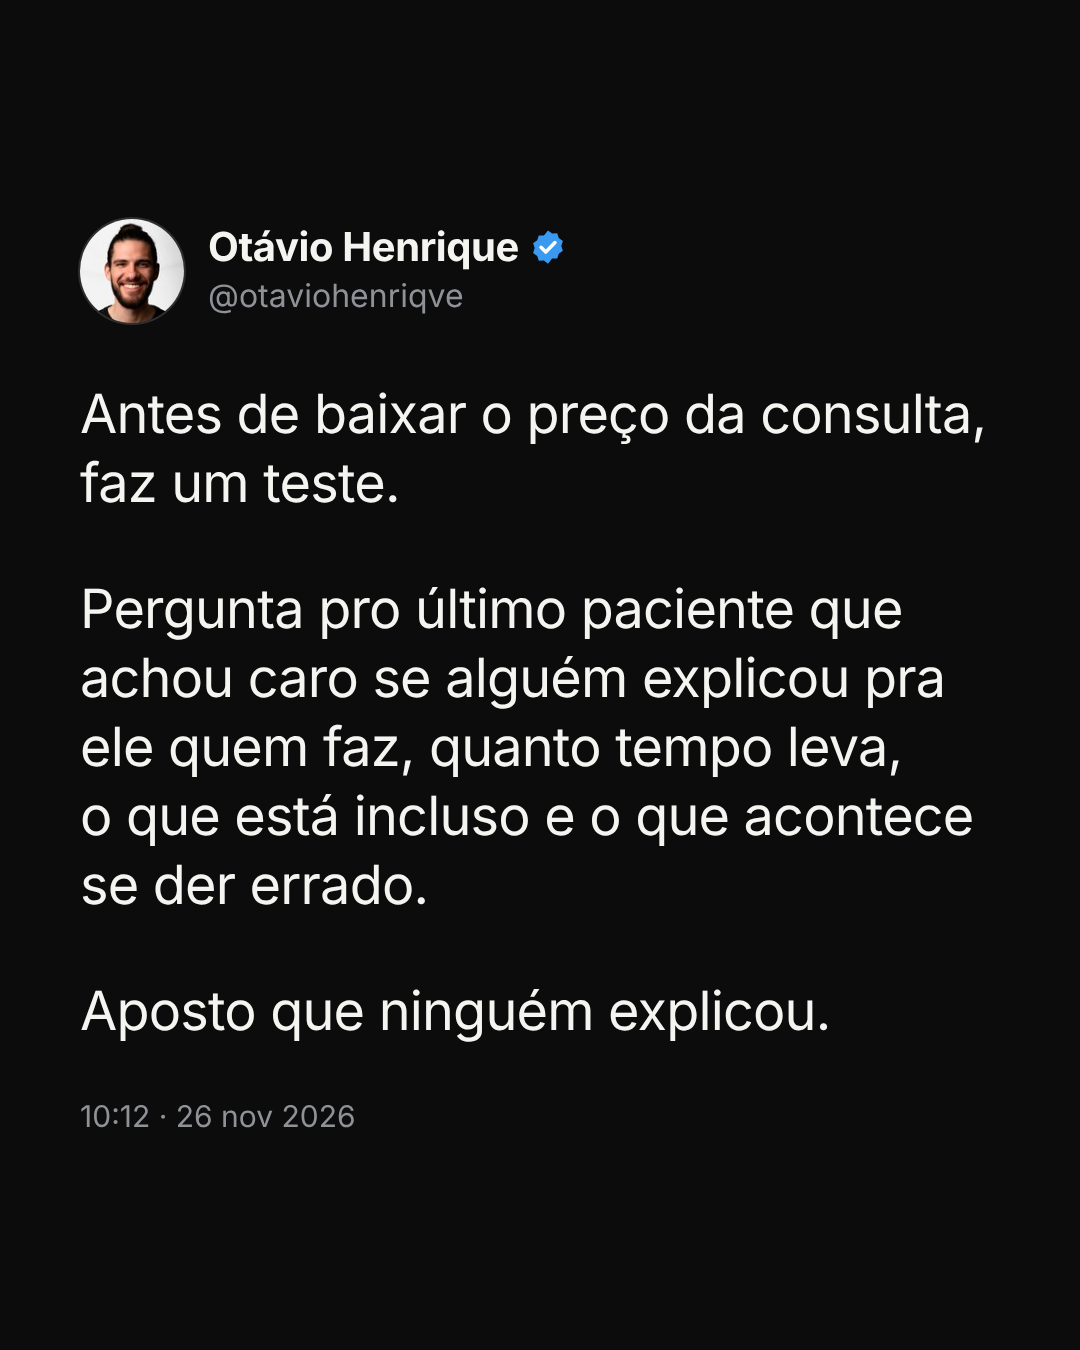 Otávio Henrique
@otaviohenriqve
Antes de baixar o preço da consulta,
faz um teste.
Pergunta pro último paciente que
achou caro se alguém explicou pra
ele quem faz, quanto tempo leva,
o que está incluso e o que acontece
se der errado.
Aposto que ninguém explicou.
10:12 · 26 nov 2026